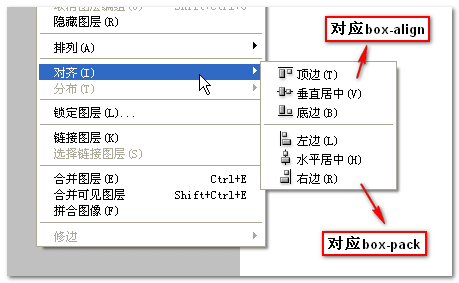 隐藏图层(R)
排列(A)
对齐(I)
分布(T)
锁定图层(L)...
链接图层(K)
选择链接图层(S)
合并图层(E) Ctrl+E
合并可见图层 Shift+Ctrl+E
拼合图像(F)
修边
对应box-align
顶边(T)
垂直居中(V)
底边(B)
左边(L)
水平居中(H)
右边(R)
对应box-pack